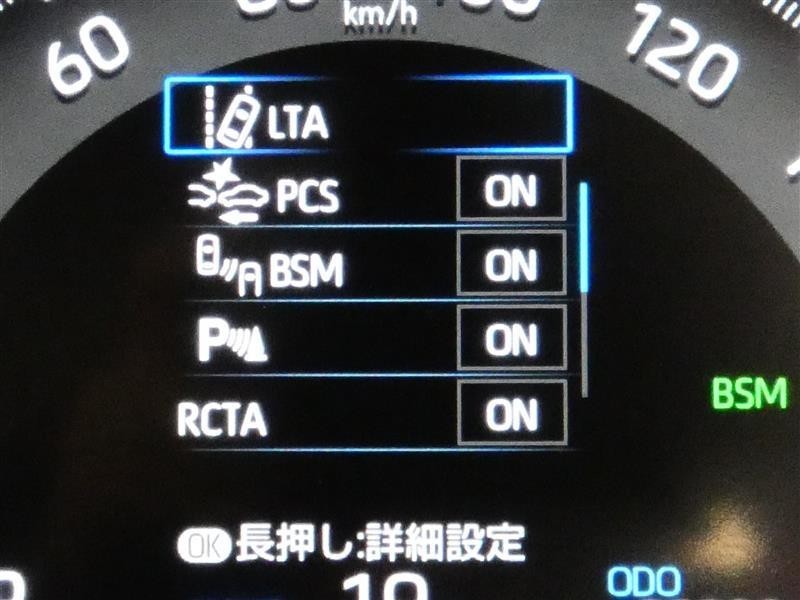 km/h
60
120
LTA
PCS ON
BSM ON
P ON
BSM
RCTA ON
OK 長押し:詳細設定
10
ODO